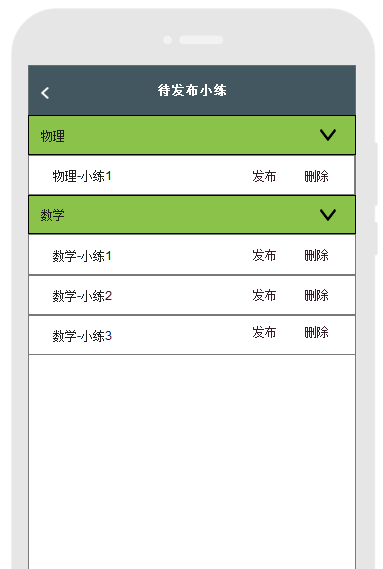 待发布小练
物理
物理-小练1 发布 删除
数学
数学-小练1 发布 删除
数学-小练2 发布 删除
数学-小练3 发布 删除